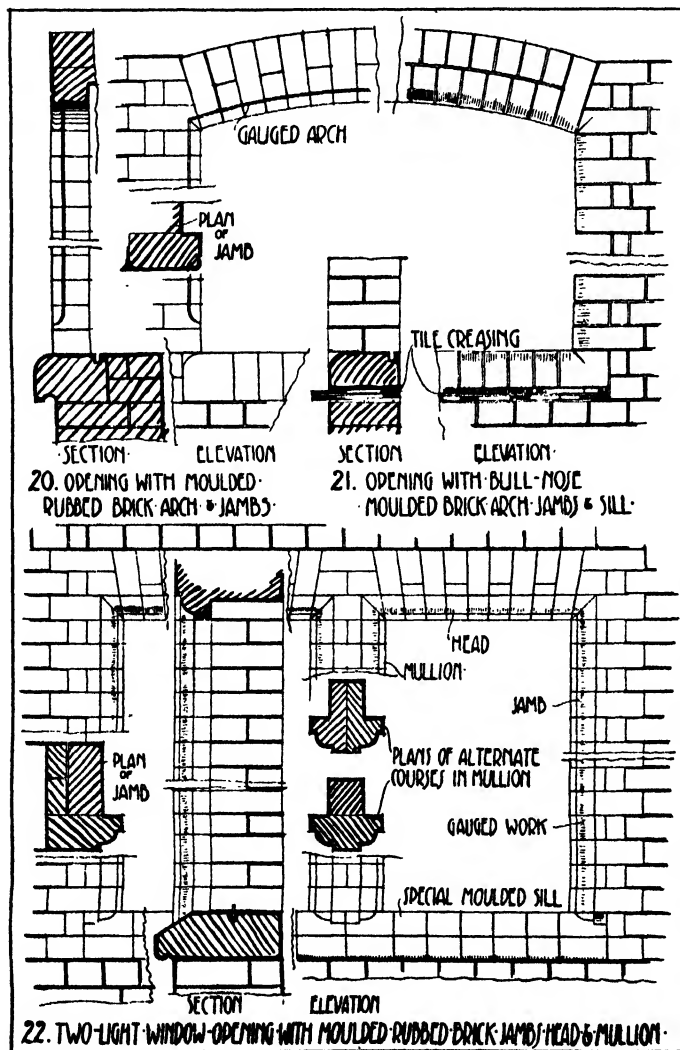 GAUGED ARCH
PLAN
OF
JAMB
TILE CREASING
·SECTION·
ELEVATION
SECTION
ELEVATION·
20. OPENING WITH MOULDED·
RUBBED BRICK·ARCH·&·JAMBS·
21. OPENING WITH·BULL-NOSE
·MOULDED BRICK·ARCH·JAMBS & SILL·
HEAD
MULLION·
JAMB
PLAN
OF
JAMB
PLANS OF ALTERNATE
COURSES IN MULLION
GAUGED WORK
SPECIAL MOULDED SILL
SECTION
ELEVATION
22. TWO-LIGHT·WINDOW·OPENING·WITH MOULDED·RUBBED·BRICK·JAMBS·HEAD·&·MULLION·